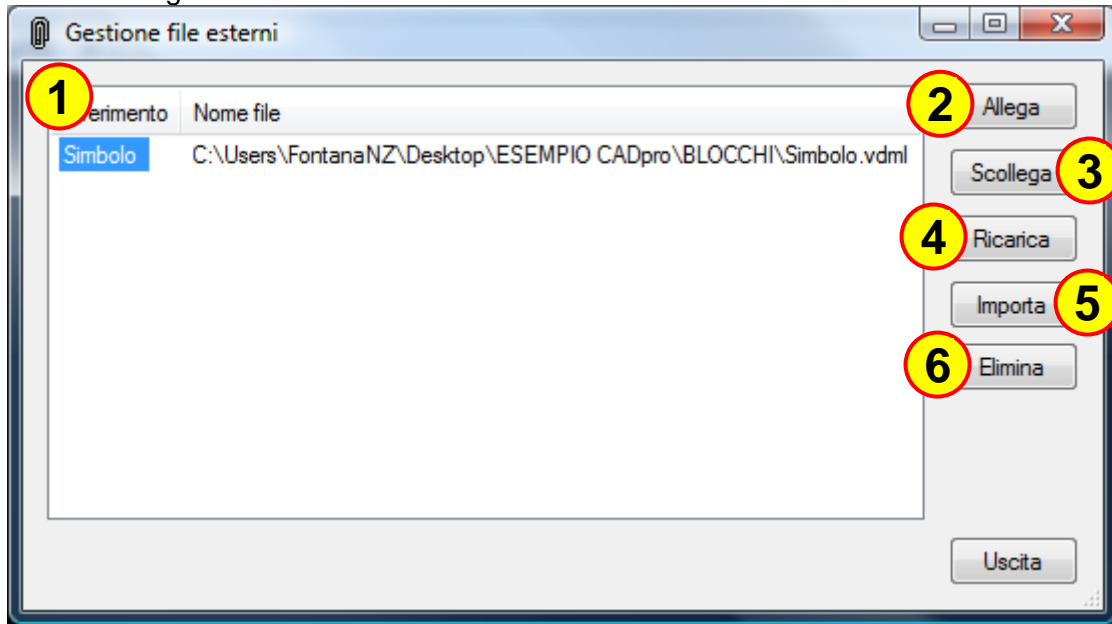 Gestione file esterni
1 erimento Nome file
2 Allega
Simbolo C:\Users\FontanaNZ\Desktop\ESEMPIO CADpro\BLOCCHI\Simbolo.vdml
Scollega 3
4 Ricarica
Importa 5
6 Elimina
Uscita